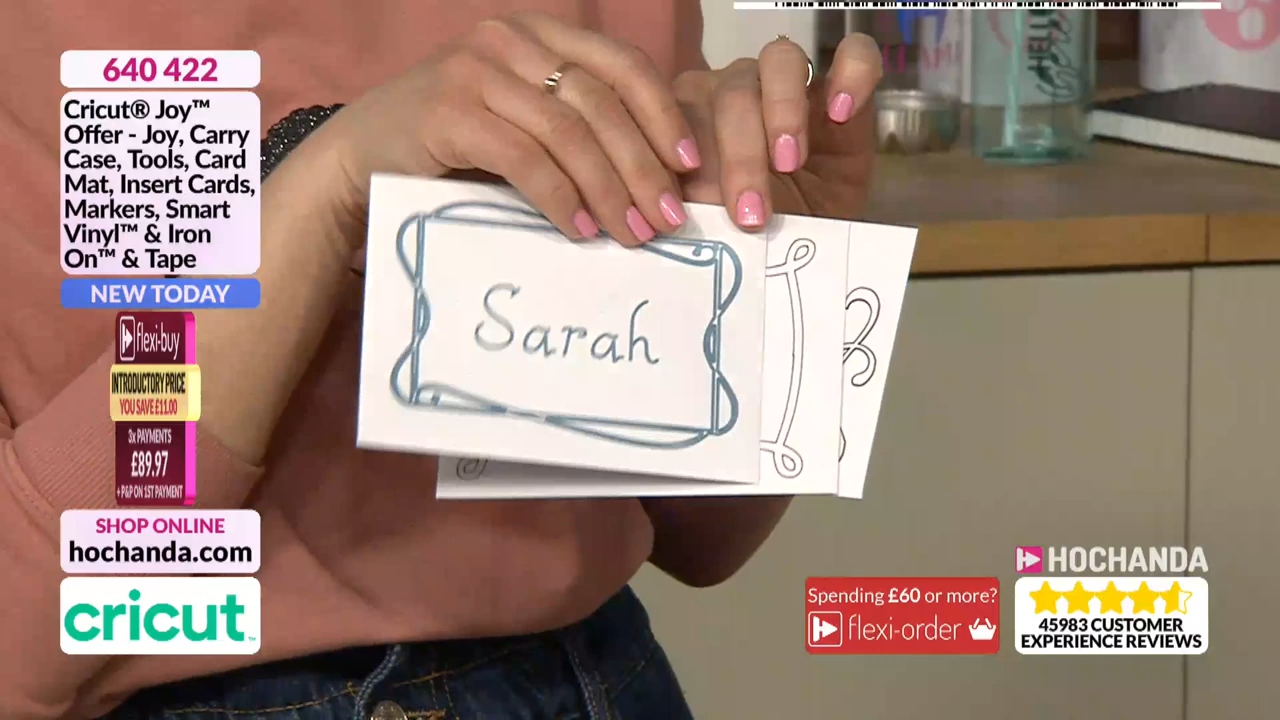 640 422
Cricut® Joy™
Offer - Joy, Carry
Case, Tools, Card
Mat, Insert Cards,
Markers, Smart
Vinyl™ & Iron
On™ & Tape
NEW TODAY
flexi-buy
INTRODUCTORY PRICE
YOU SAVE £11.00
3x PAYMENTS
£89.97
+ P&P ON 1ST PAYMENT
SHOP ONLINE
hochanda.com
cricut™
Sarah
HELLO
Spending £60 or more?
flexi-order
HOCHANDA
45983 CUSTOMER
EXPERIENCE REVIEWS